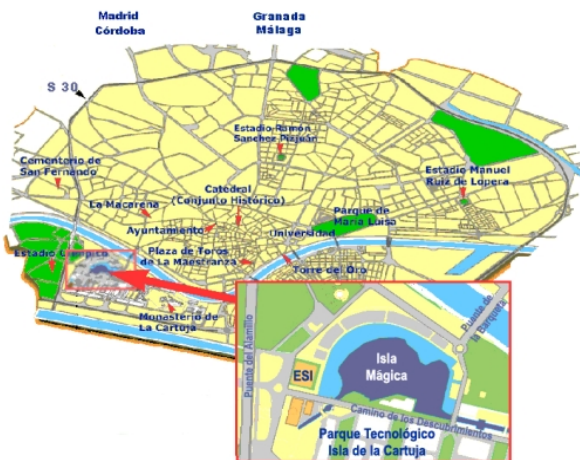 Madrid
Córdoba
Granada
Málaga
S 30
Estadio Ramón
Sanchez Pizjuán
Cementerio de
San Fernando
Estadio Manuel
Ruiz de Lopera
Catedral
(Conjunto Histórico)
La Macarena
Parque de
María Luisa
Ayuntamiento
Universidad
Estadio Olímpico
Plaza de Toros
de La Maestranza
Torre del Oro
Monasterio de
La Cartuja
Puente del Alamillo
Puente de
la Barqueta
Isla
Mágica
ESI
Camino de los Descubrimientos
Parque Tecnológico
Isla de la Cartuja